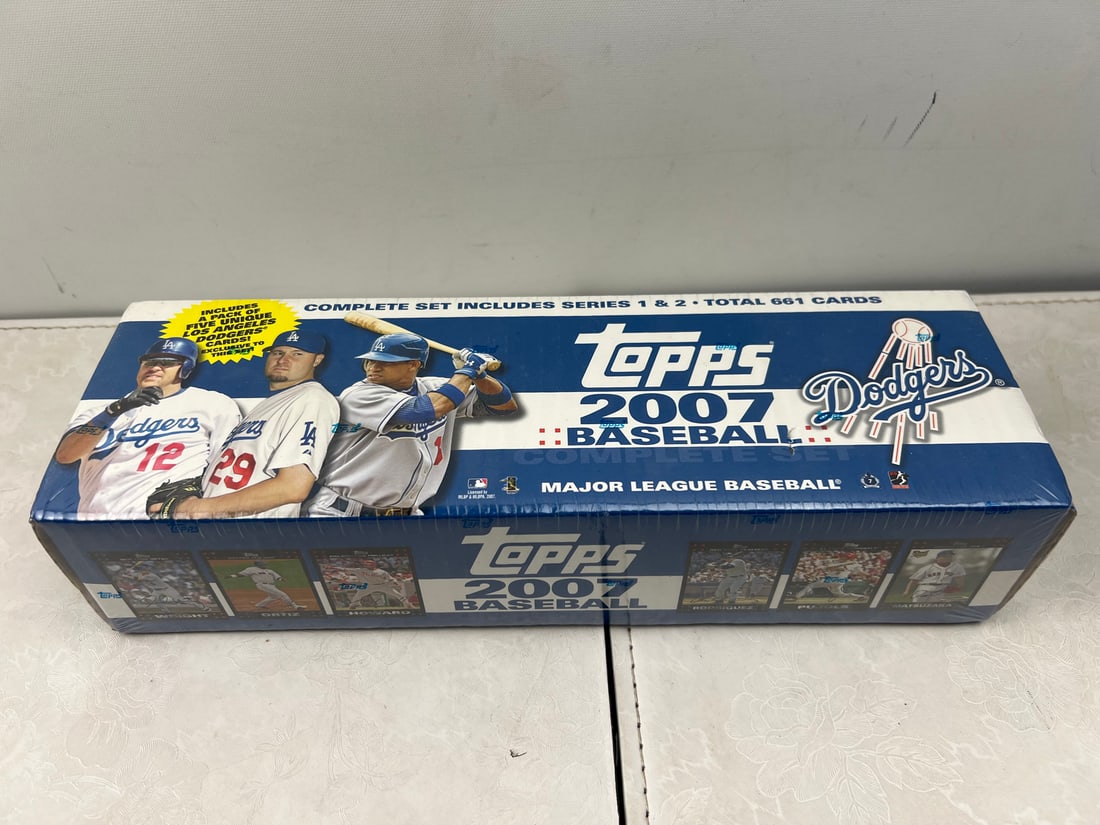 COMPLETE SET INCLUDES SERIES 1 & 2 • TOTAL 661 CARDS
INCLUDES
A PACK OF
FIVE UNIQUE
LOS ANGELES
DODGERS
CARDS!
EXCLUSIVE TO
Topps
2007
BASEBALL
COMPLETE SET
MAJOR LEAGUE BASEBALL®
Dodgers®
Dodgers
12
29
LA
Topps
2007
BASEBALL
WRIGHT
ORTIZ
HOWARD
RODRIGUEZ
PUJOLS
MATSUZAKA